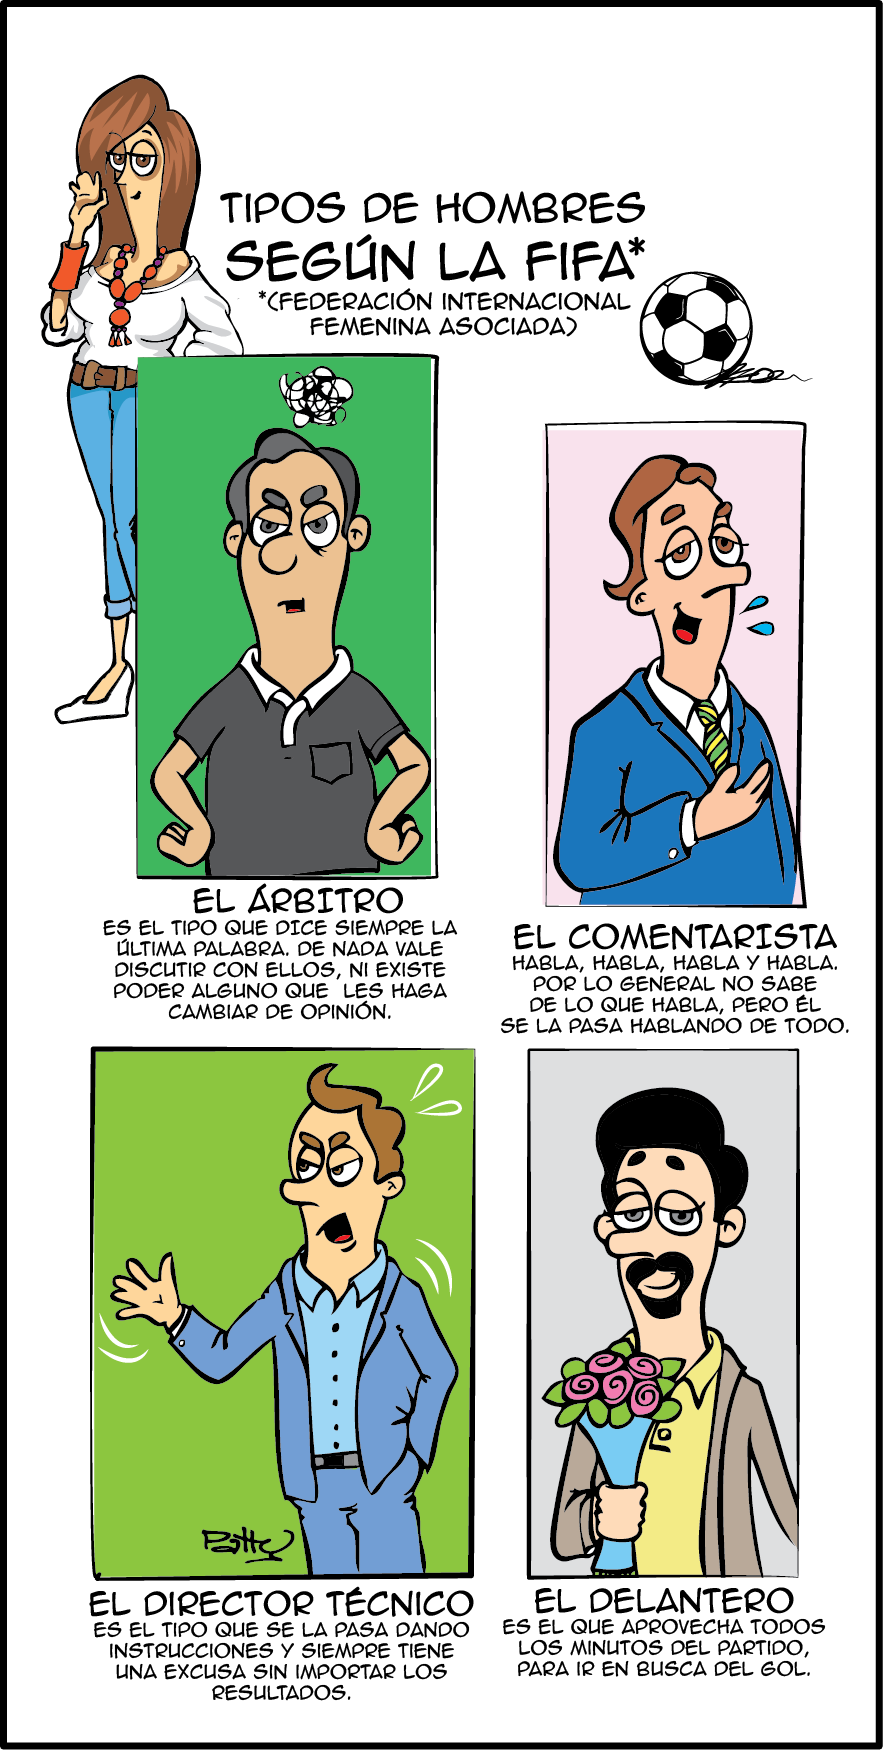 TIPOS DE HOMBRES
SEGÚN LA FIFA*
*(FEDERACIÓN INTERNACIONAL
FEMENINA ASOCIADA)
EL ÁRBITRO
ES EL TIPO QUE DICE SIEMPRE LA
ÚLTIMA PALABRA. DE NADA VALE
DISCUTIR CON ELLOS, NI EXISTE
PODER ALGUNO QUE LES HAGA
CAMBIAR DE OPINIÓN.
EL COMENTARISTA
HABLA, HABLA, HABLA Y HABLA.
POR LO GENERAL NO SABE
DE LO QUE HABLA, PERO ÉL
SE LA PASA HABLANDO DE TODO.
Patty
EL DIRECTOR TÉCNICO
ES EL TIPO QUE SE LA PASA DANDO
INSTRUCCIONES Y SIEMPRE TIENE
UNA EXCUSA SIN IMPORTAR LOS
RESULTADOS.
EL DELANTERO
ES EL QUE APROVECHA TODOS
LOS MINUTOS DEL PARTIDO,
PARA IR EN BUSCA DEL GOL.